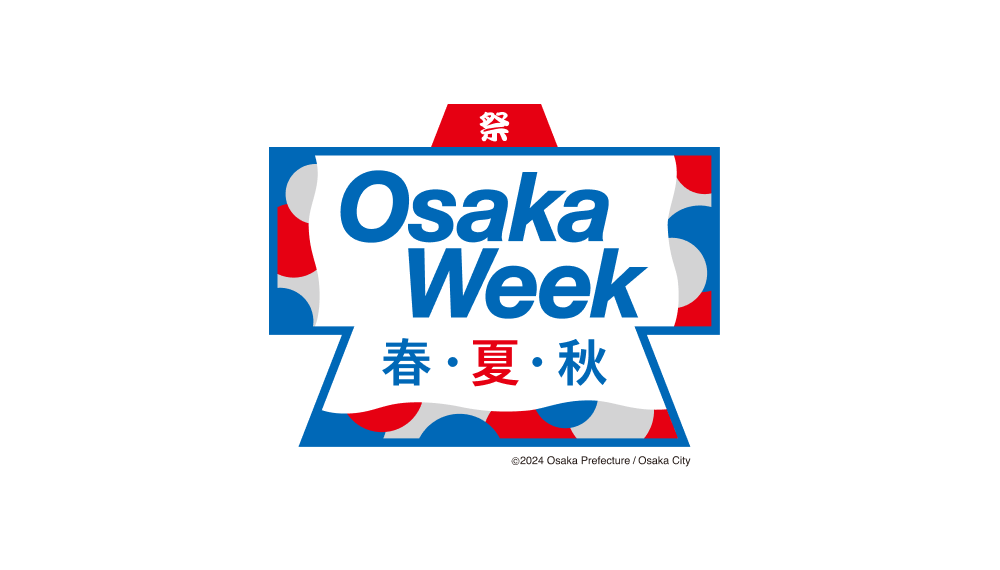 祭
Osaka
Week
春・夏・秋
©2024 Osaka Prefecture / Osaka City